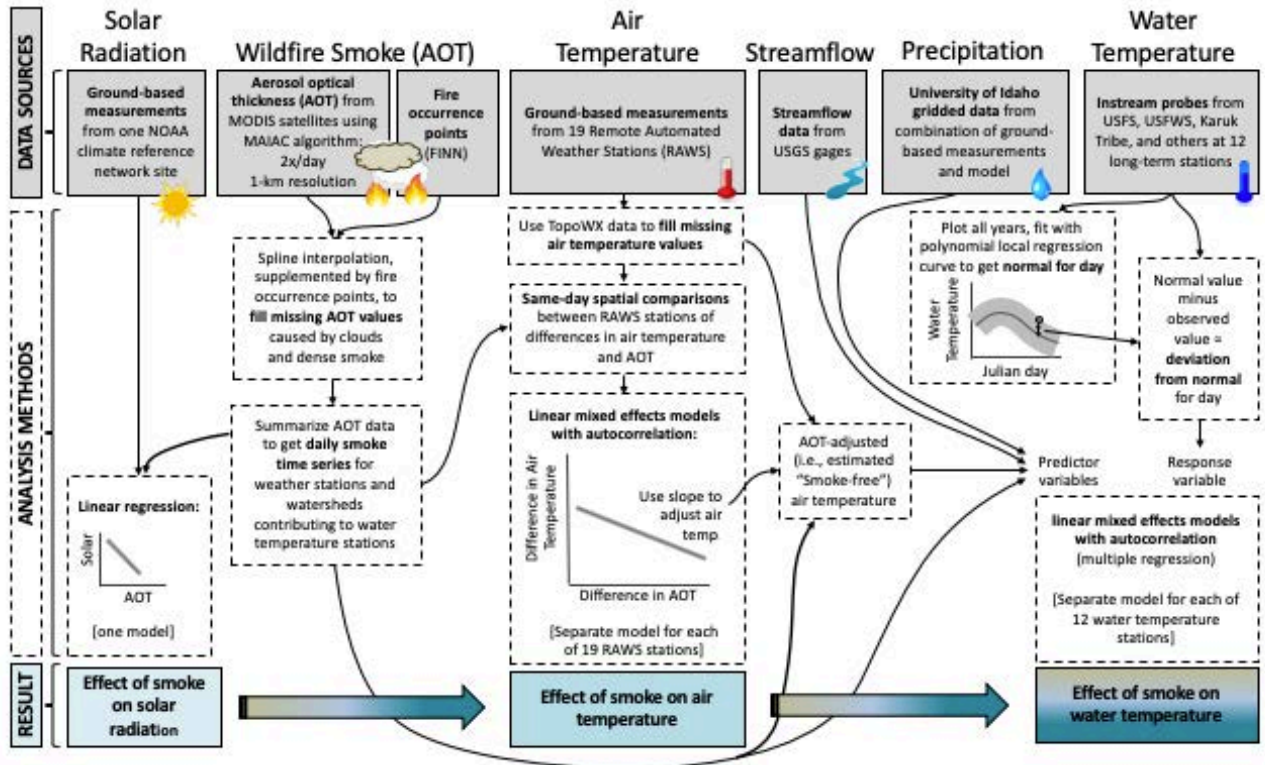 Solar
Radiation
Wildfire Smoke (AOT)
Air
Temperature
Streamflow
Precipitation
Water
Temperature
DATA SOURCES
Ground-based
measurements
from one NOAA
climate reference
network site
Aerosol optical
thickness (AOT) from
MODIS satellites using
MAIAC algorithm:
2x/day
1-km resolution
Fire
occurrence
points
(FINN)
Ground-based measurements
from 19 Remote Automated
Weather Stations (RAWS)
Streamflow
data from
USGS gages
University of Idaho
gridded data from
combination of ground-
based measurements
and model
Instream probes from
USFS, USFWS, Karuk
Tribe, and others at 12
long-term stations
ANALYSIS METHODS
Spline interpolation,
supplemented by fire
occurrence points, to
fill missing AOT values
caused by clouds
and dense smoke
Summarize AOT data
to get daily smoke
time series for
weather stations and
watersheds
contributing to water
temperature stations
Linear regression:
Solar
AOT
[one model]
Use TopoWX data to fill missing
air temperature values
Same-day spatial comparisons
between RAWS stations of
differences in air temperature
and AOT
Linear mixed effects models
with autocorrelation:
Difference in Air
Temperature
Use slope to
adjust air
temp
Difference in AOT
[Separate model for each
of 19 RAWS stations]
AOT-adjusted
(i.e., estimated
"Smoke-free")
air temperature
Plot all years, fit with
polynomial local regression
curve to get normal for day
Water
Temperature
Julian day
Normal value
minus
observed
value =
deviation
from normal
for day
Predictor
variables
Response
variable
linear mixed effects models
with autocorrelation
(multiple regression)
[Separate model for each of
12 water temperature
stations]
RESULT
Effect of smoke
on solar
radiation
Effect of smoke on air
temperature
Effect of smoke on
water temperature